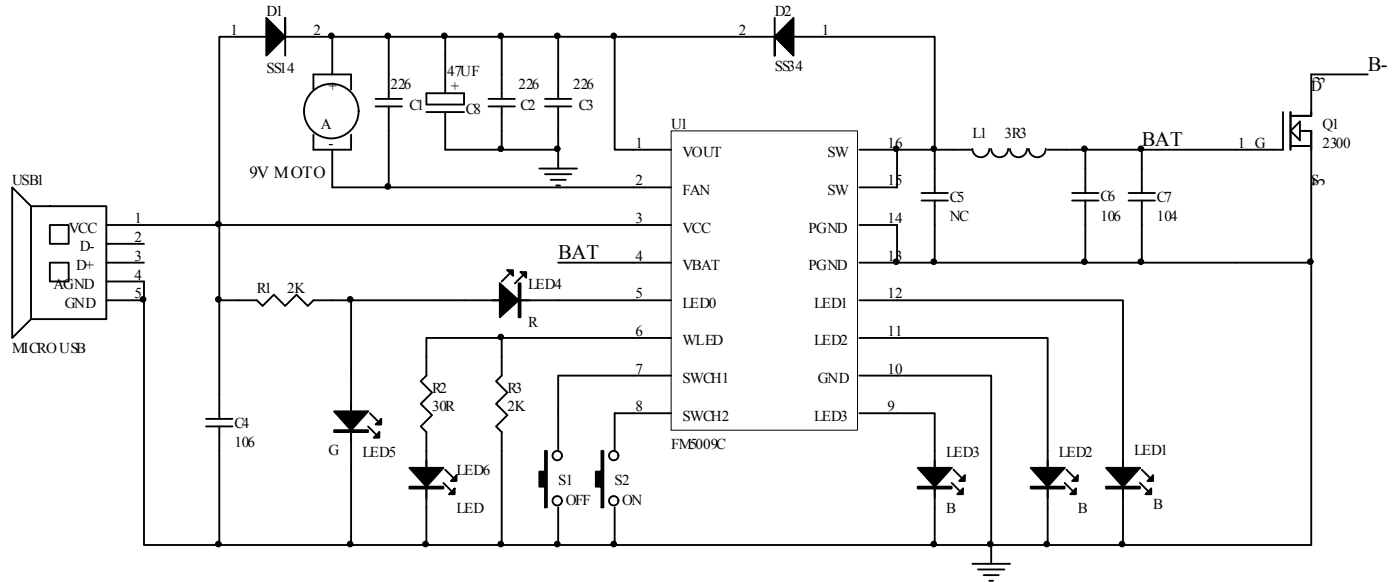 D1
1
2
SS14
D2
2
1
SS34
B-
D
3
226
C1
47UF
+
C8
226
C2
226
C3
+
A
-
9V MOTO
U1
1
VOUT
SW
16
L1
3R3
BAT
1
G
Q1
2300
USB1
2
FAN
SW
15
C5
NC
C6
106
C7
104
S
VCC
1
3
VCC
PGND
14
D-
2
D+
3
BAT
4
VBAT
PGND
13
AGND
4
GND
5
R1
2K
LED4
R
5
LED0
LED1
12
MICRO USB
6
WLED
LED2
11
R2
30R
R3
2K
7
SWCH1
GND
10
C4
106
8
SWCH2
LED3
9
FM5009C
G
LED5
LED6
LED
S1
OFF
S2
ON
LED3
B
LED2
B
LED1
B